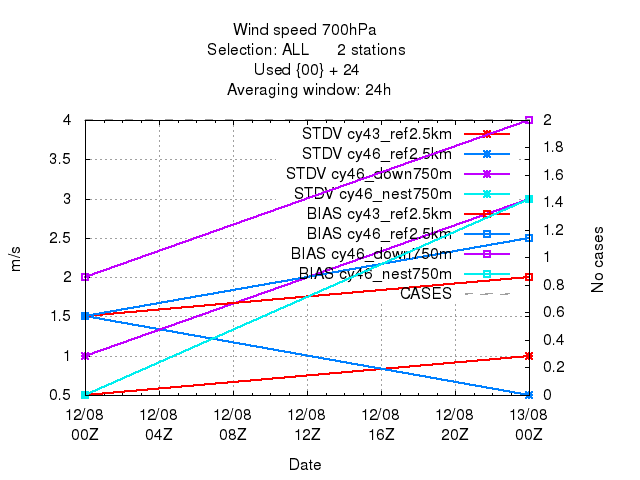 Wind speed 700hPa
Selection: ALL 2 stations
Used {00} + 24
Averaging window: 24h
4
3.5
3
2.5
2
1.5
1
0.5
m/s
STDV cy43_ref2.5km
STDV cy46_ref2.5km
STDV cy46_down750m
STDV cy46_nest750m
BIAS cy43_ref2.5km
BIAS cy46_ref2.5km
BIAS cy46_down750m
BIAS cy46_nest750m
CASES
2
1.8
1.6
1.4
1.2
1
0.8
0.6
0.4
0.2
0
No cases
12/08 12/08 12/08 12/08 12/08 12/08 13/08
00Z 04Z 08Z 12Z 16Z 20Z 00Z
Date